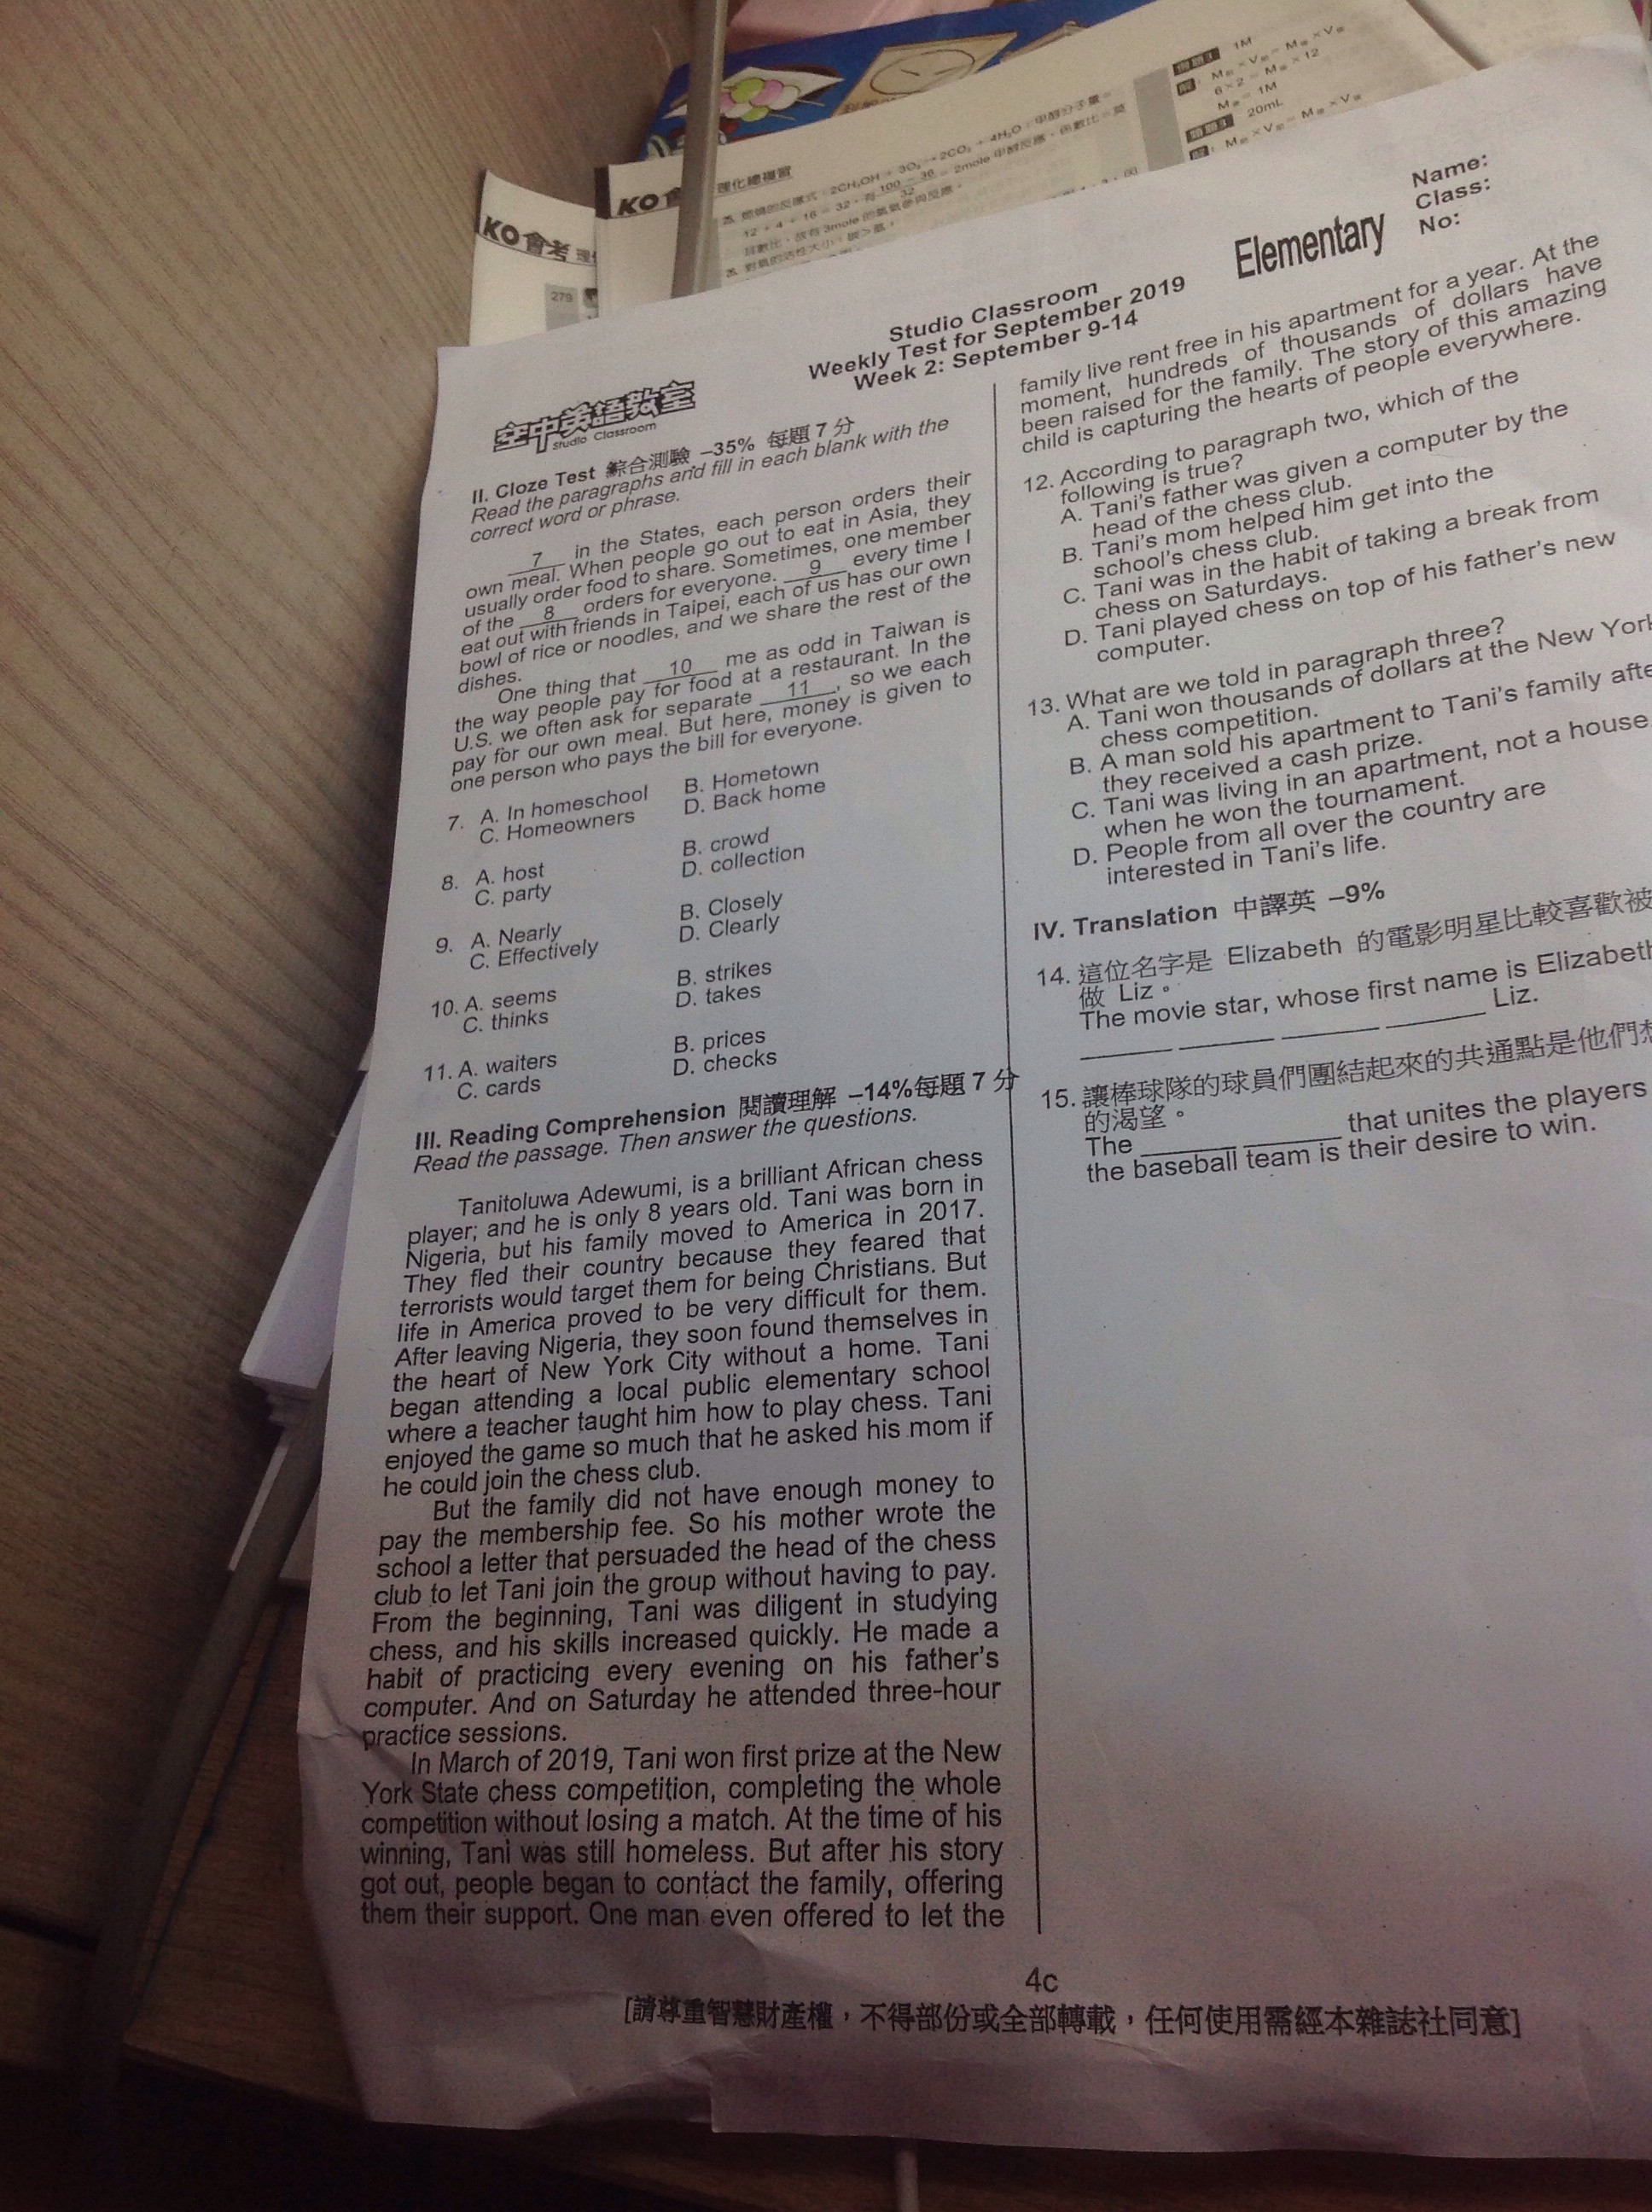 KO 會考
279
KO
理化總複習
1M
6×2
×12
1M
20mL
空中英語教室
Studio Classroom
Studio Classroom
Weekly Test for September 2019
Week 2: September 9-14
Elementary
Name:
Class:
No:
II. Cloze Test 綜合測驗 –35% 每題 7 分
Read the paragraphs and fill in each blank with the
correct word or phrase.
7 in the States, each person orders their
own meal. When people go out to eat in Asia, they
usually order food to share. Sometimes, one member
of the 8 orders for everyone. 9 every time I
eat out with friends in Taipei, each of us has our own
bowl of rice or noodles, and we share the rest of the
dishes.
One thing that 10 me as odd in Taiwan is
the way people pay for food at a restaurant. In the
U.S. we often ask for separate 11, so we each
pay for our own meal. But here, money is given to
one person who pays the bill for everyone.
7. A. In homeschool B. Hometown
C. Homeowners D. Back home
8. A. host B. crowd
C. party D. collection
9. A. Nearly B. Closely
C. Effectively D. Clearly
10. A. seems B. strikes
C. thinks D. takes
11. A. waiters B. prices
C. cards D. checks
III. Reading Comprehension 閱讀理解 –14%每題 7 分
Read the passage. Then answer the questions.
Tanitoluwa Adewumi, is a brilliant African chess
player; and he is only 8 years old. Tani was born in
Nigeria, but his family moved to America in 2017.
They fled their country because they feared that
terrorists would target them for being Christians. But
life in America proved to be very difficult for them.
After leaving Nigeria, they soon found themselves in
the heart of New York City without a home. Tani
began attending a local public elementary school
where a teacher taught him how to play chess. Tani
enjoyed the game so much that he asked his mom if
he could join the chess club.
But the family did not have enough money to
pay the membership fee. So his mother wrote the
school a letter that persuaded the head of the chess
club to let Tani join the group without having to pay.
From the beginning, Tani was diligent in studying
chess, and his skills increased quickly. He made a
habit of practicing every evening on his father's
computer. And on Saturday he attended three-hour
practice sessions.
In March of 2019, Tani won first prize at the New
York State chess competition, completing the whole
competition without losing a match. At the time of his
winning, Tani was still homeless. But after his story
got out, people began to contact the family, offering
them their support. One man even offered to let the
family live rent free in his apartment for a year. At the
moment, hundreds of thousands of dollars have
been raised for the family. The story of this amazing
child is capturing the hearts of people everywhere.
12. According to paragraph two, which of the
following is true?
A. Tani's father was given a computer by the
head of the chess club.
B. Tani's mom helped him get into the
school's chess club.
C. Tani was in the habit of taking a break from
chess on Saturdays.
D. Tani played chess on top of his father's new
computer.
13. What are we told in paragraph three?
A. Tani won thousands of dollars at the New York
chess competition.
B. A man sold his apartment to Tani's family afte
they received a cash prize.
C. Tani was living in an apartment, not a house
when he won the tournament.
D. People from all over the country are
interested in Tani's life.
IV. Translation 中譯英 –9%
14. 這位名字是 Elizabeth 的電影明星比較喜歡被
做 Liz。
The movie star, whose first name is Elizabeth
Liz.
15. 讓棒球隊的球員們團結起來的共通點是他們想
的渴望。
The that unites the players
the baseball team is their desire to win.
4c
[請尊重智慧財產權，不得部份或全部轉載，任何使用需經本雜誌社同意]